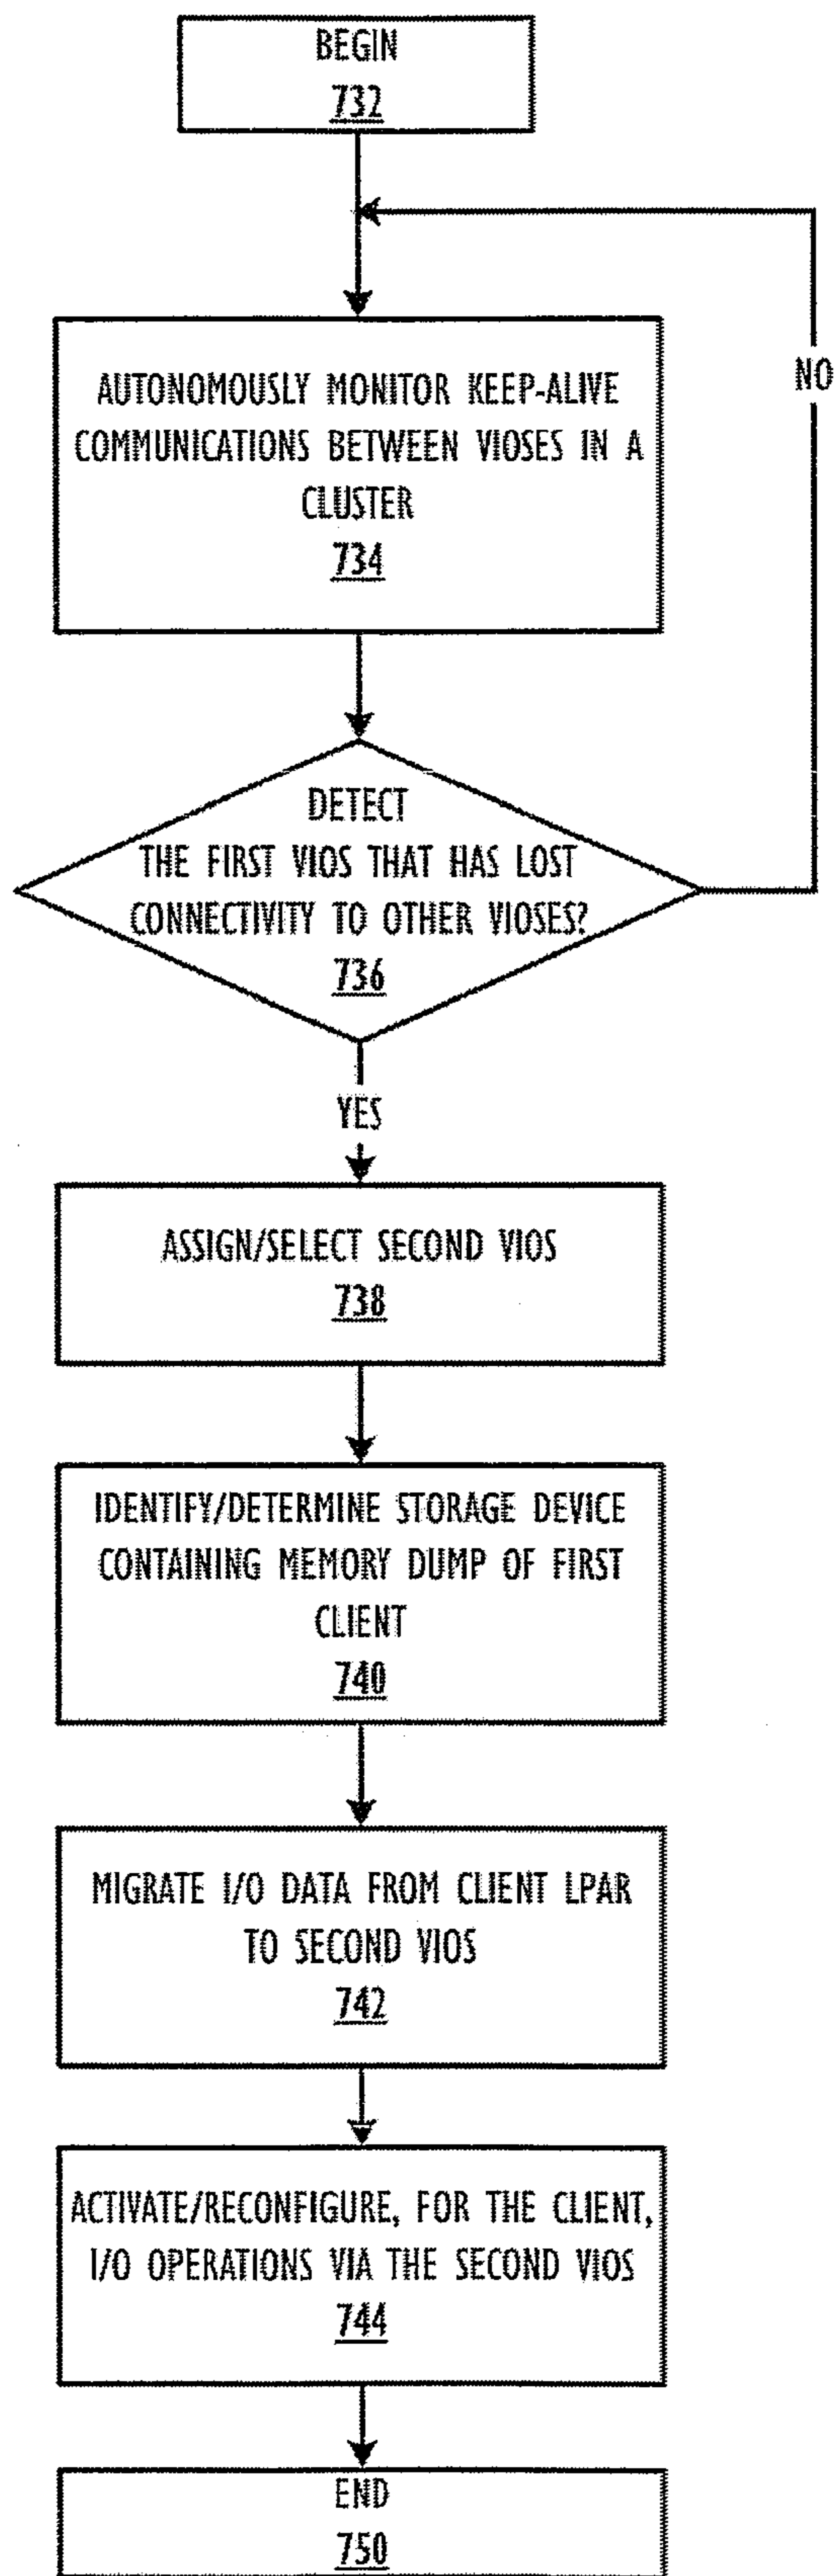 BEGIN
732
AUTONOMOUSLY MONITOR KEEP-ALIVE
COMMUNICATIONS BETWEEN VIOSES IN A
CLUSTER
734
NO
DETECT
THE FIRST VIOS THAT HAS LOST
CONNECTIVITY TO OTHER VIOSES?
736
YES
ASSIGN/SELECT SECOND VIOS
738
IDENTIFY/DETERMINE STORAGE DEVICE
CONTAINING MEMORY DUMP OF FIRST
CLIENT
740
MIGRATE I/O DATA FROM CLIENT LPAR
TO SECOND VIOS
742
ACTIVATE/RECONFIGURE, FOR THE CLIENT,
I/O OPERATIONS VIA THE SECOND VIOS
744
END
750